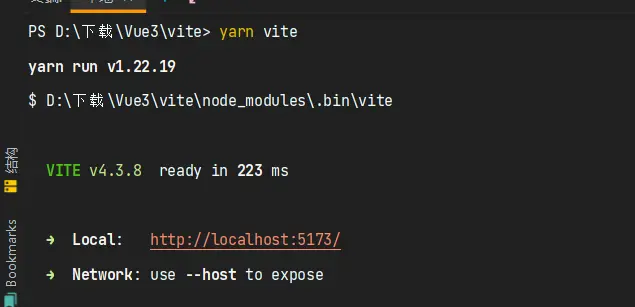 PS D:\下载\Vue3\vite> yarn vite
yarn run v1.22.19
$ D:\下载\Vue3\vite\node_modules\.bin\vite
VITE v4.3.8 ready in 223 ms
➜ Local: http://localhost:5173/
➜ Network: use --host to expose
结构
Bookmarks